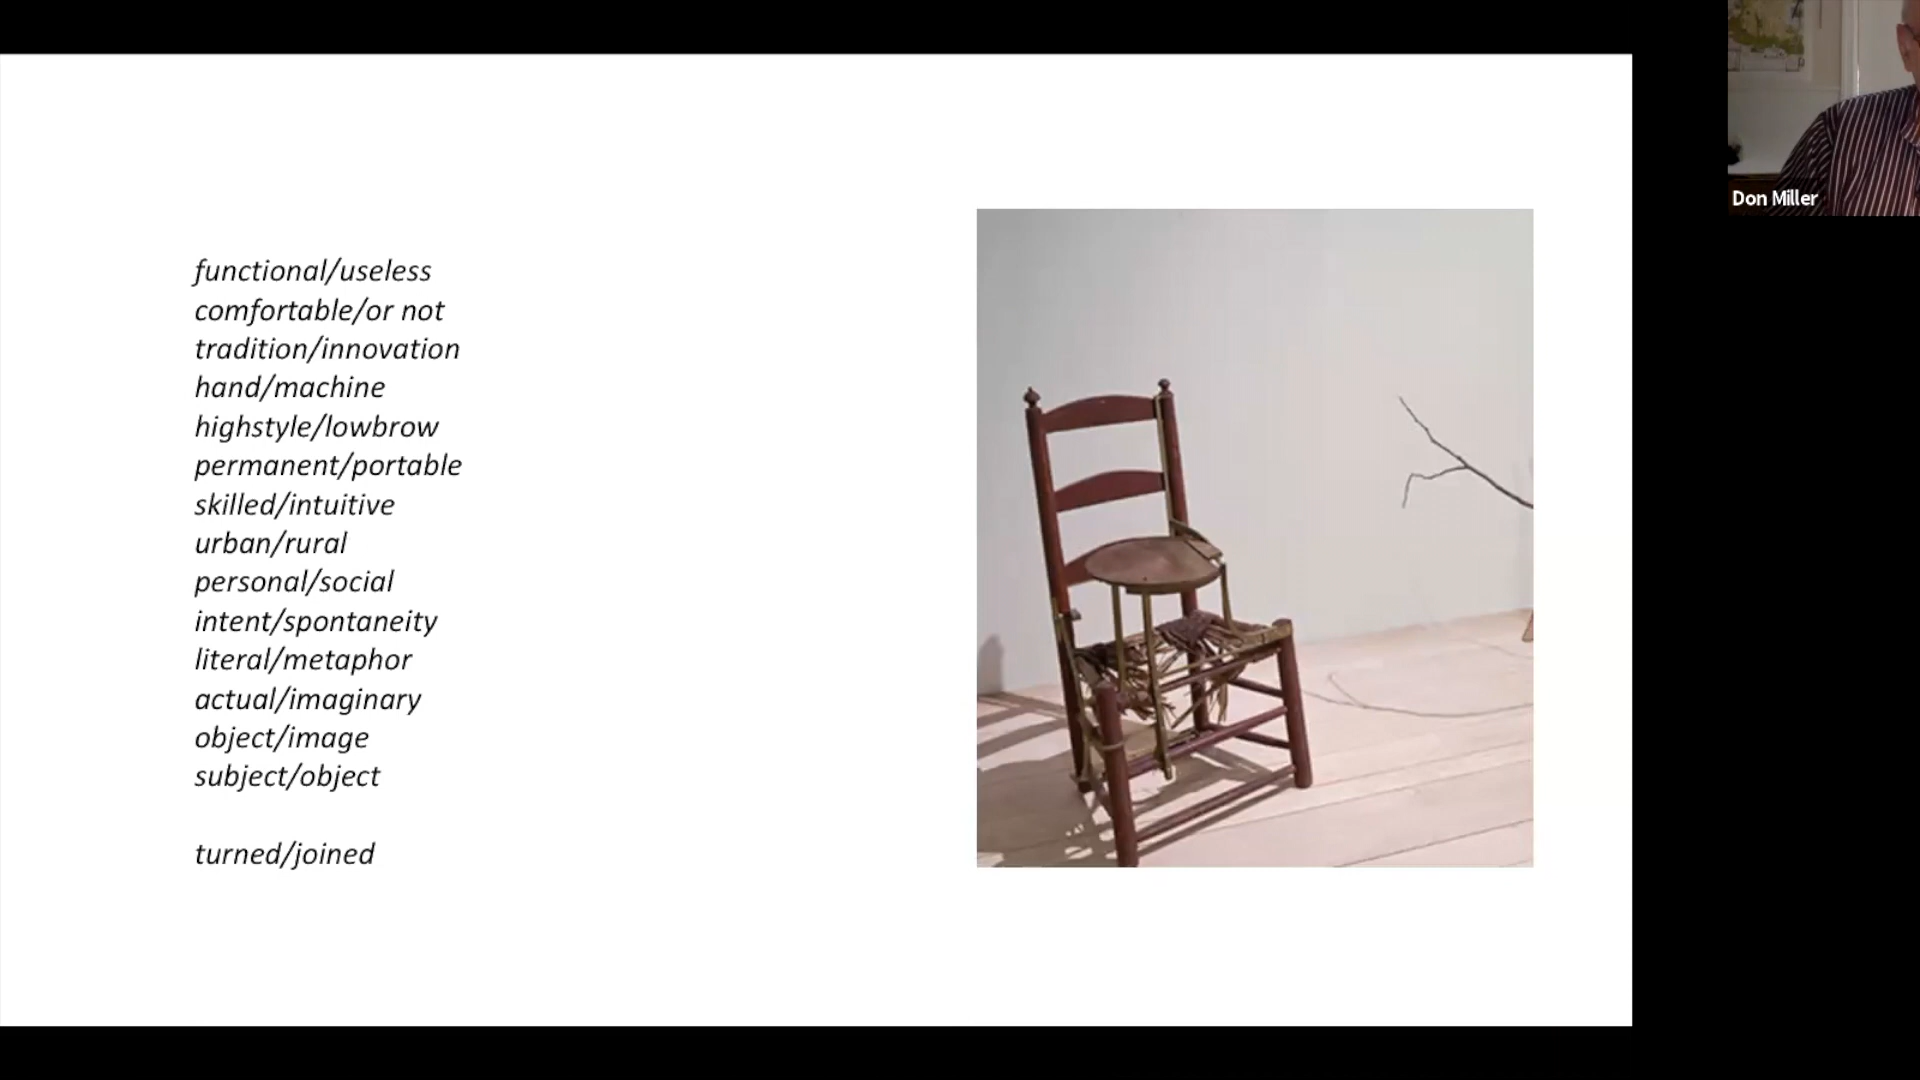 functional/useless
comfortable/or not
tradition/innovation
hand/machine
highstyle/lowbrow
permanent/portable
skilled/intuitive
urban/rural
personal/social
intent/spontaneity
literal/metaphor
actual/imaginary
object/image
subject/object
turned/joined
Don Miller